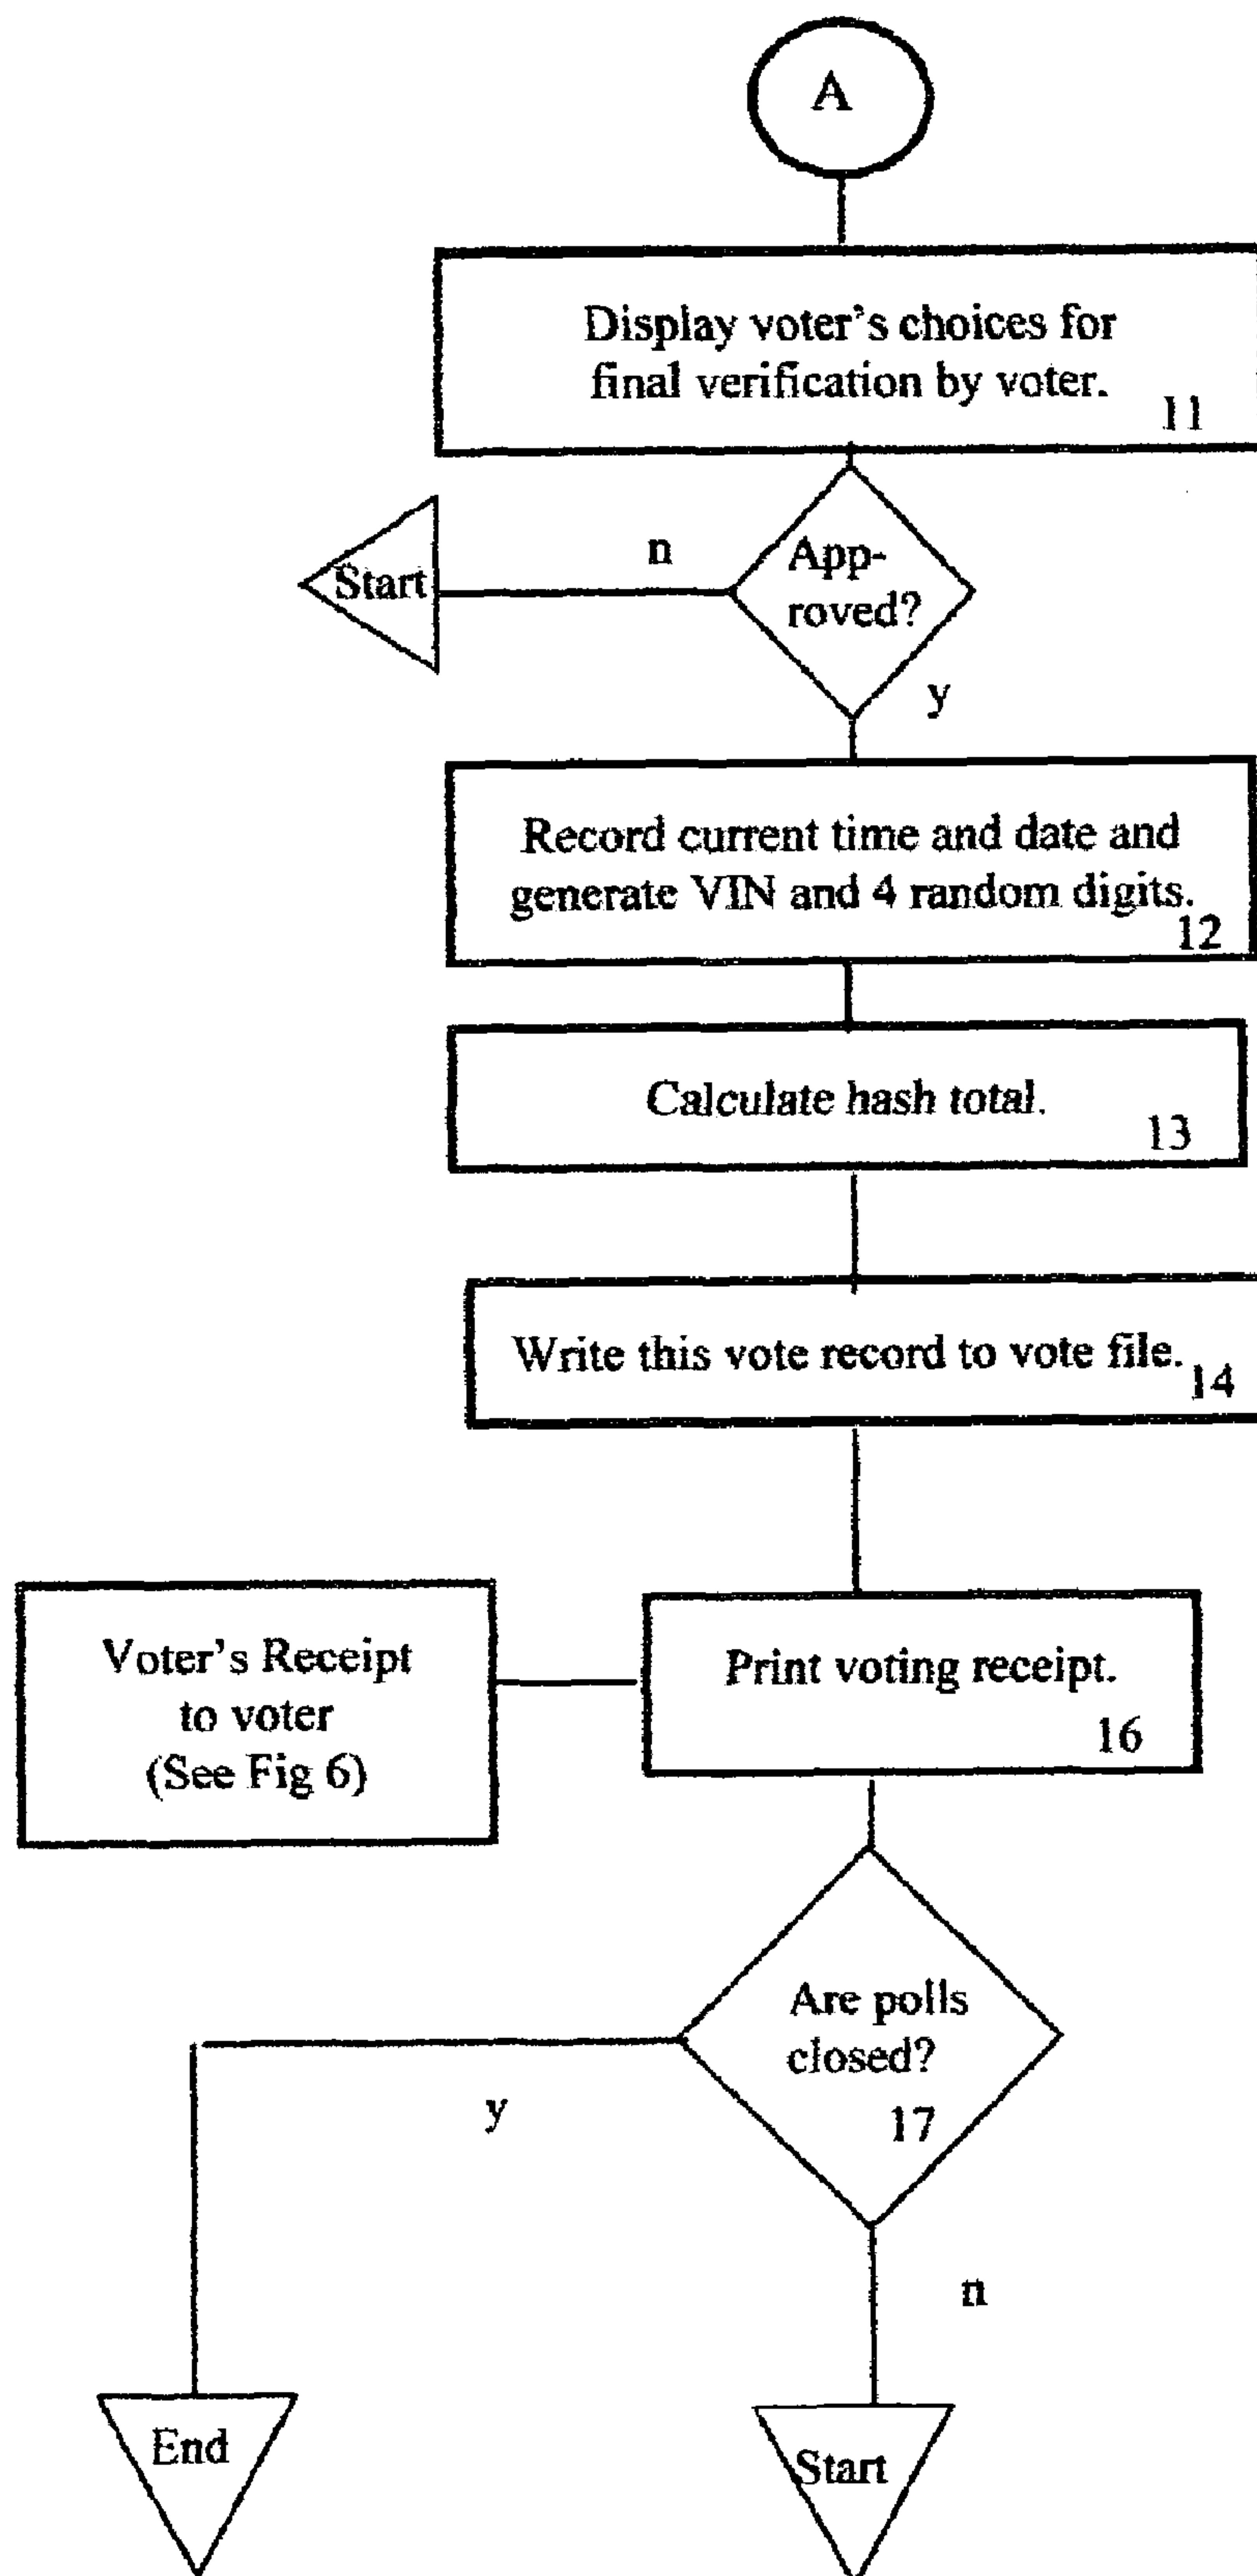 A
Display voter's choices for
final verification by voter.
11
Start
n
App-
roved?
y
Record current time and date and
generate VIN and 4 random digits.
12
Calculate hash total.
13
Write this vote record to vote file.
14
Voter's Receipt
to voter
(See Fig 6)
Print voting receipt.
16
Are polls
closed?
17
y
n
End
Start